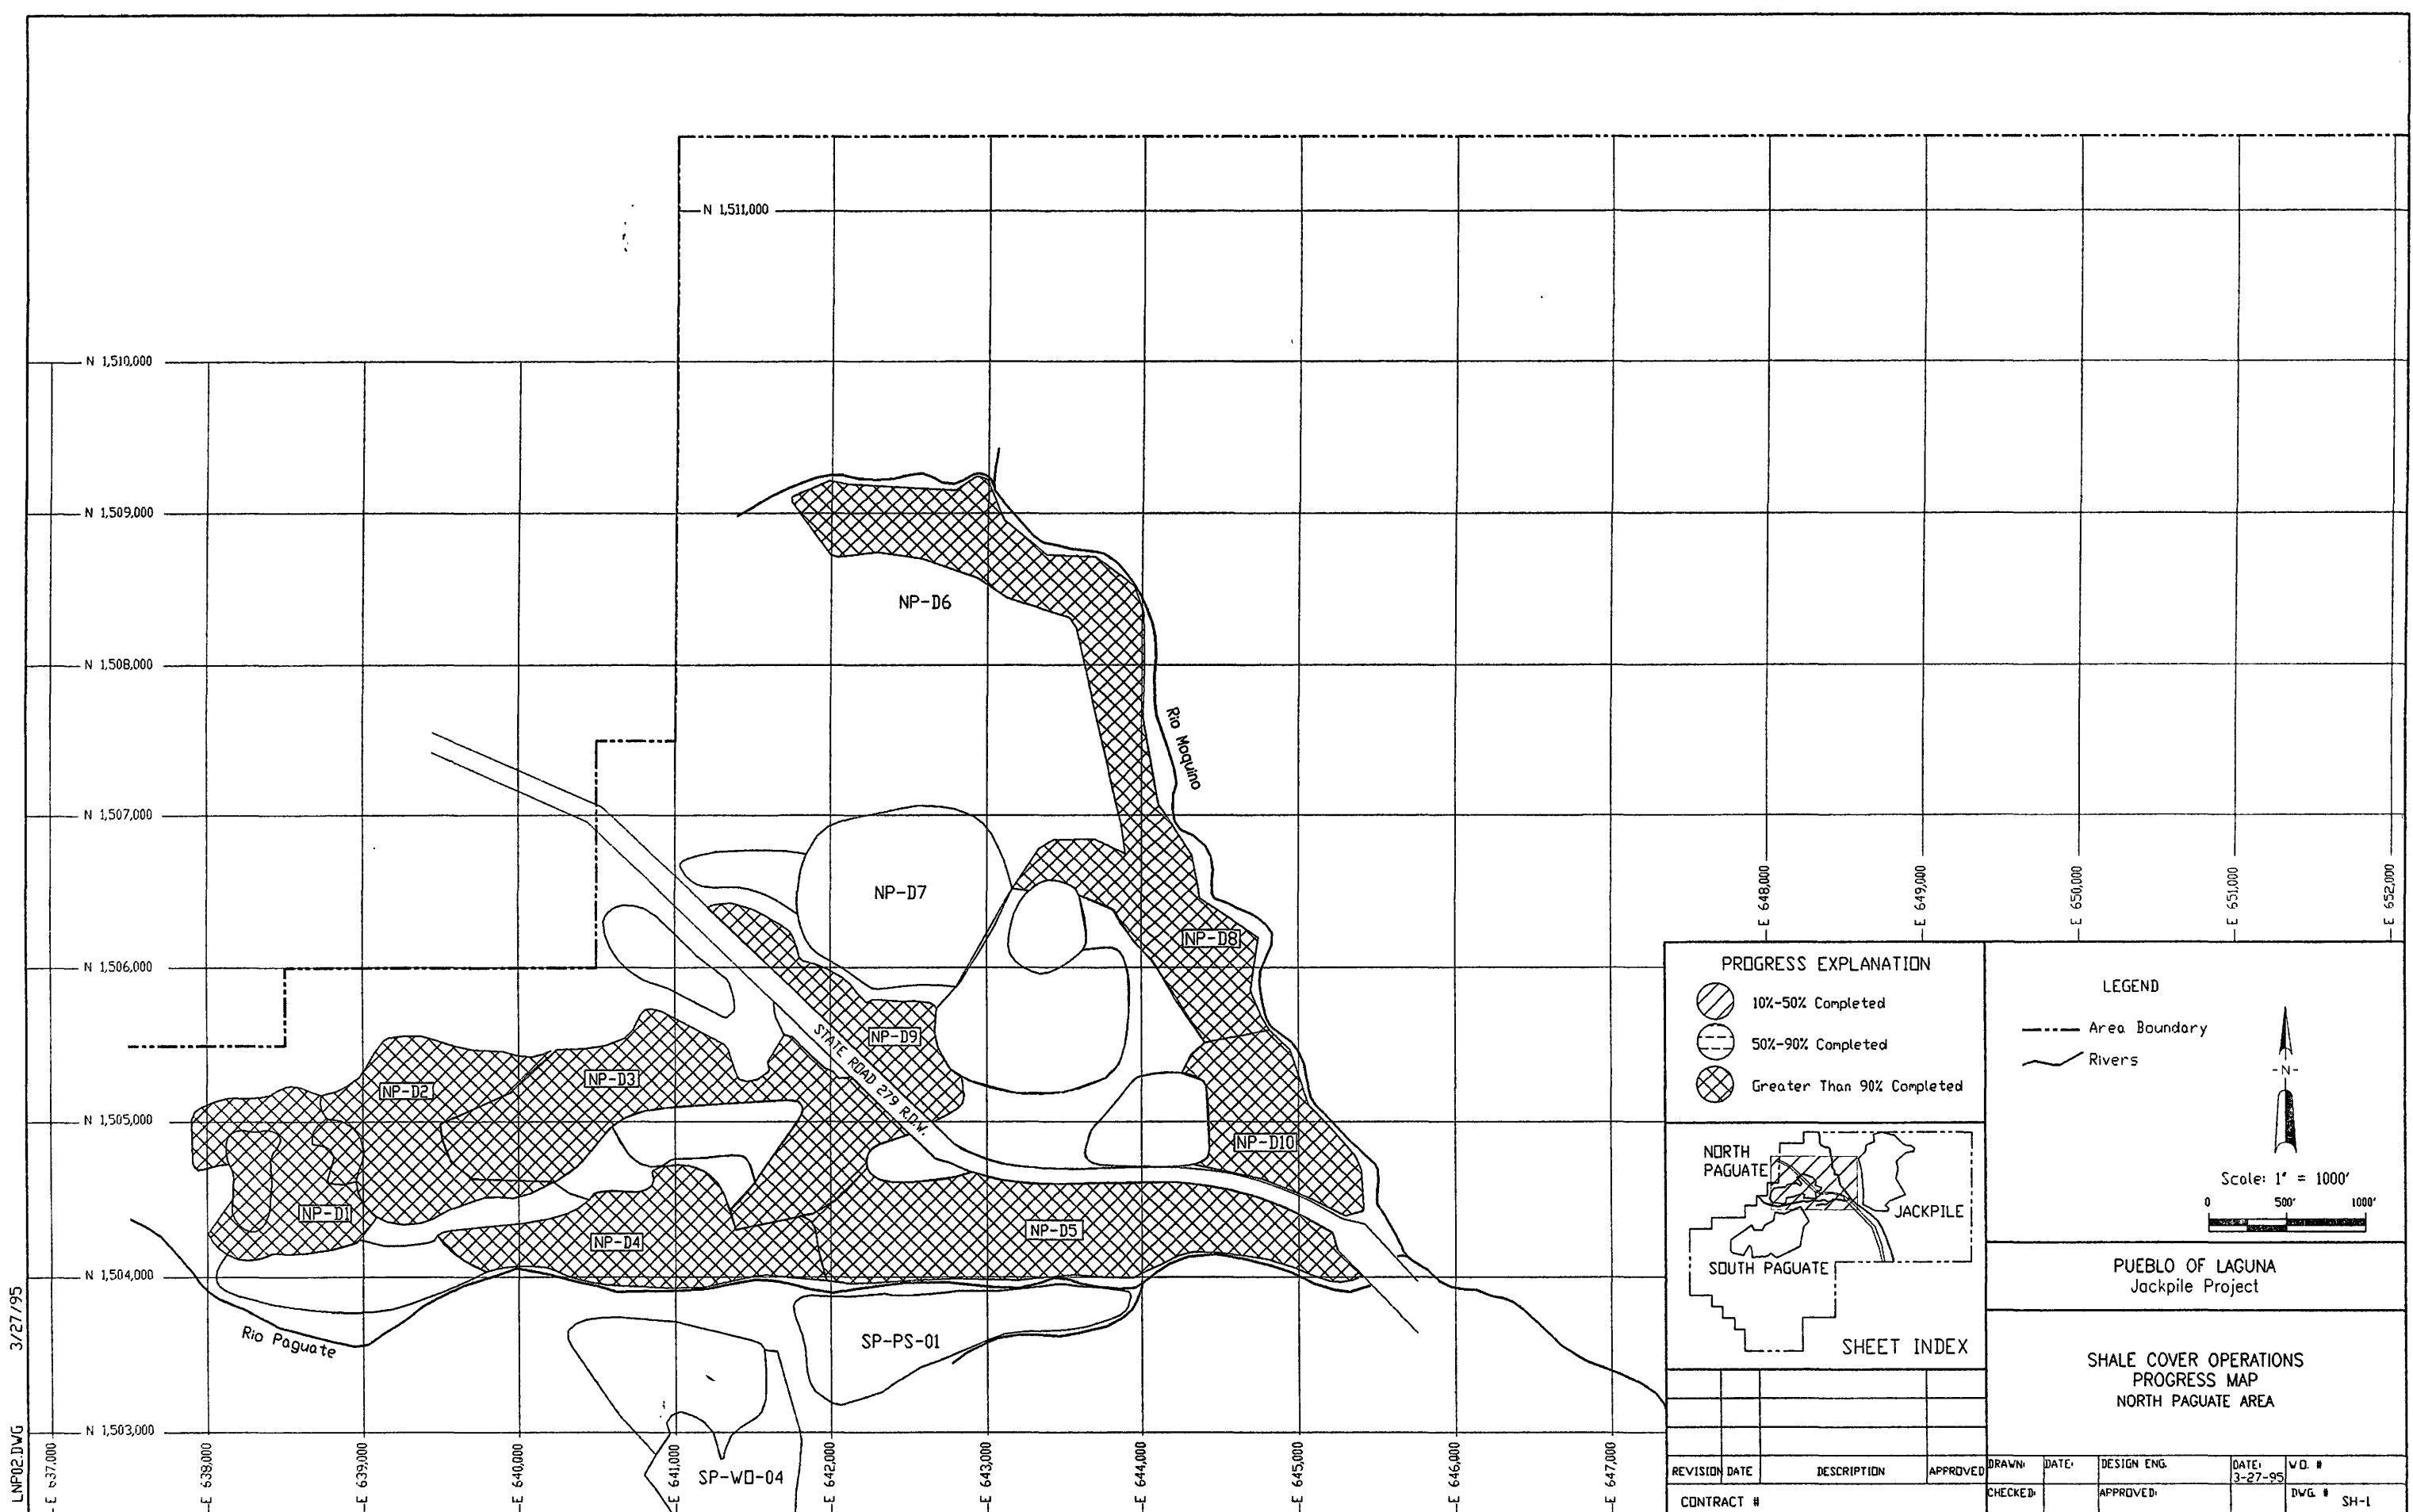 N 1,511,000
N 1,510,000
N 1,509,000
NP-D6
N 1,508,000
Rio Moquino
N 1,507,000
NP-D7
E 648,000
E 649,000
E 650,000
E 651,000
E 652,000
NP-D8
N 1,506,000
NP-D9
STATE ROAD 279 R.O.W.
NP-D3
NP-D2
N 1,505,000
NP-D10
NP-D1
NP-D4
NP-D5
N 1,504,000
Rio Paguate
SP-PS-01
N 1,503,000
SP-WO-04
E 637,000
E 638,000
E 639,000
E 640,000
E 641,000
E 642,000
E 643,000
E 644,000
E 645,000
E 646,000
E 647,000
LNP02.DWG 3/27/95
PROGRESS EXPLANATION
10%-50% Completed
50%-90% Completed
Greater Than 90% Completed
LEGEND
Area Boundary
Rivers
-N-
Scale: 1" = 1000'
0 500' 1000'
NORTH
PAGUATE
JACKPILE
SOUTH PAGUATE
SHEET INDEX
PUEBLO OF LAGUNA
Jackpile Project
SHALE COVER OPERATIONS
PROGRESS MAP
NORTH PAGUATE AREA
REVISION DATE DESCRIPTION APPROVED
CONTRACT #
DRAWN: DATE: DESIGN ENG. DATE: 3-27-95 W.O. #
CHECKED: APPROVED: DWG. # SH-1